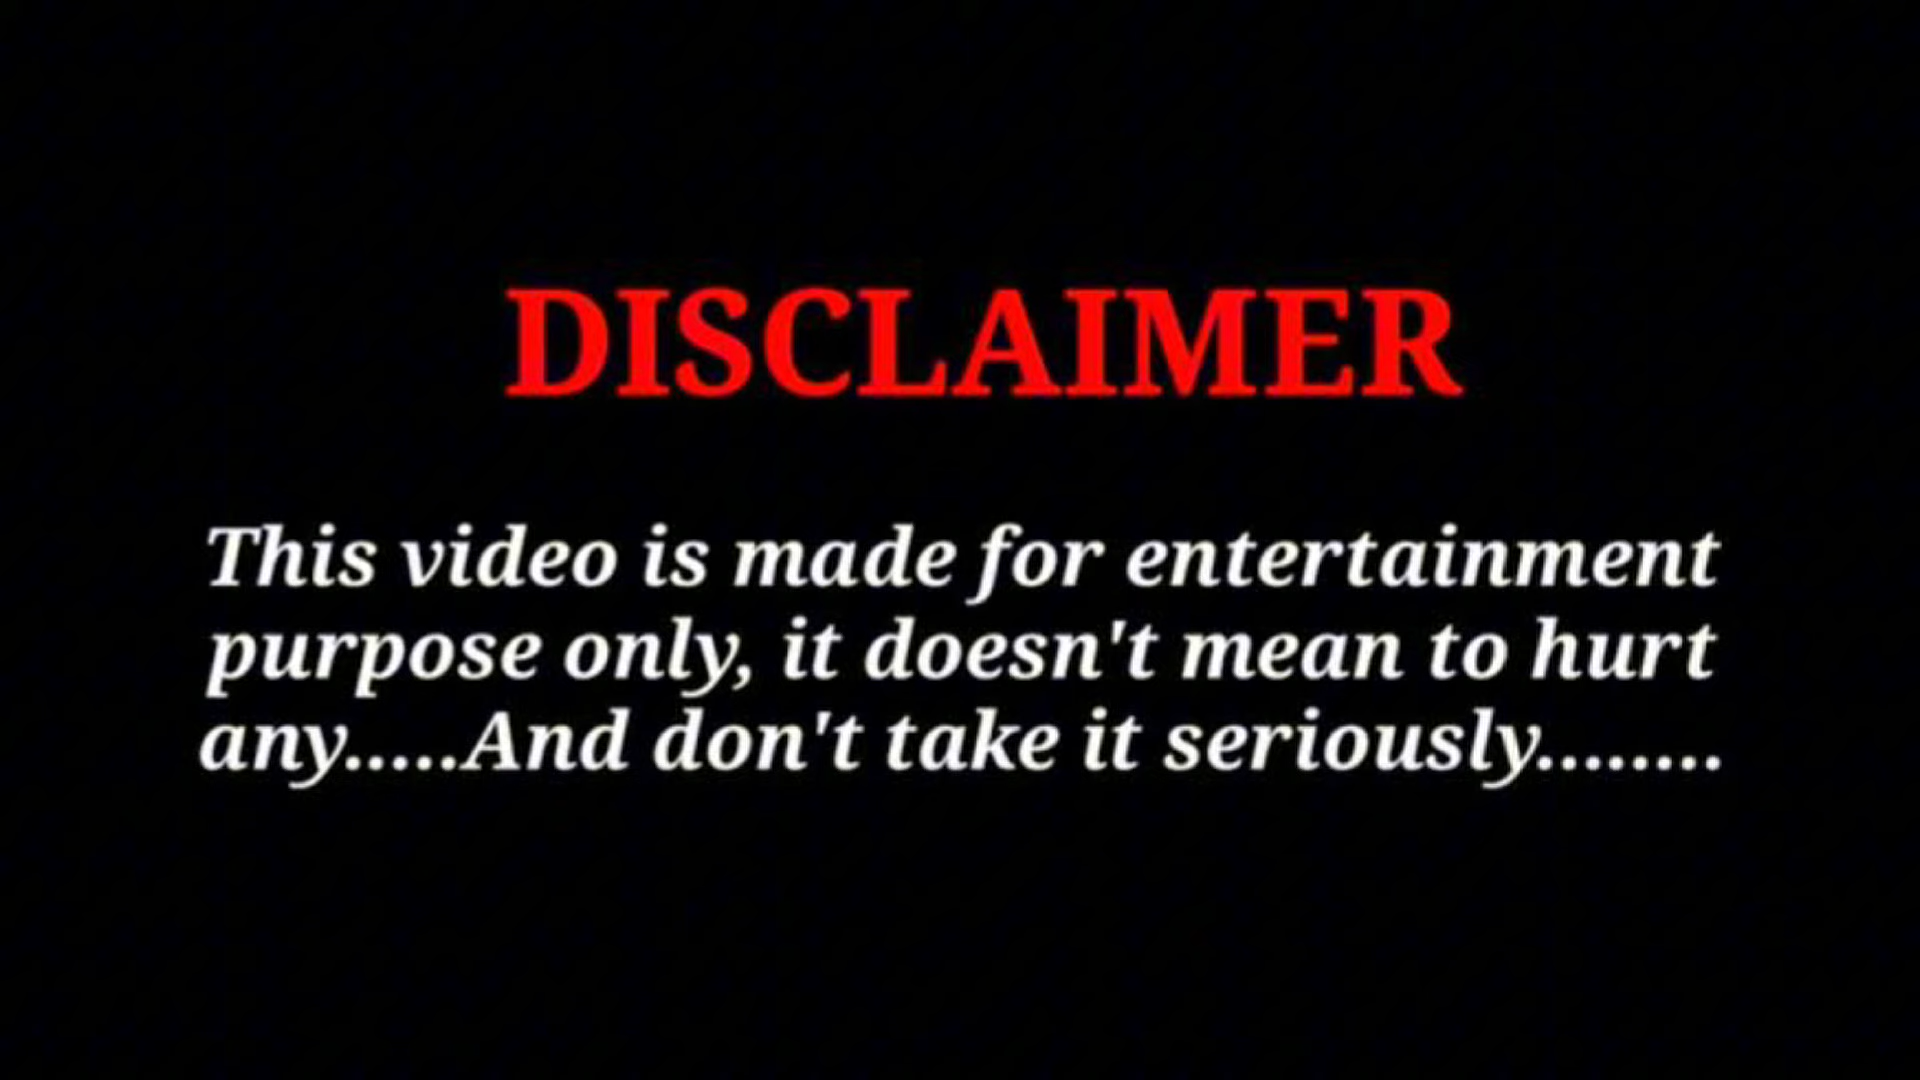 DISCLAIMER
This video is made for entertainment
purpose only, it doesn't mean to hurt
any.....And don't take it seriously........